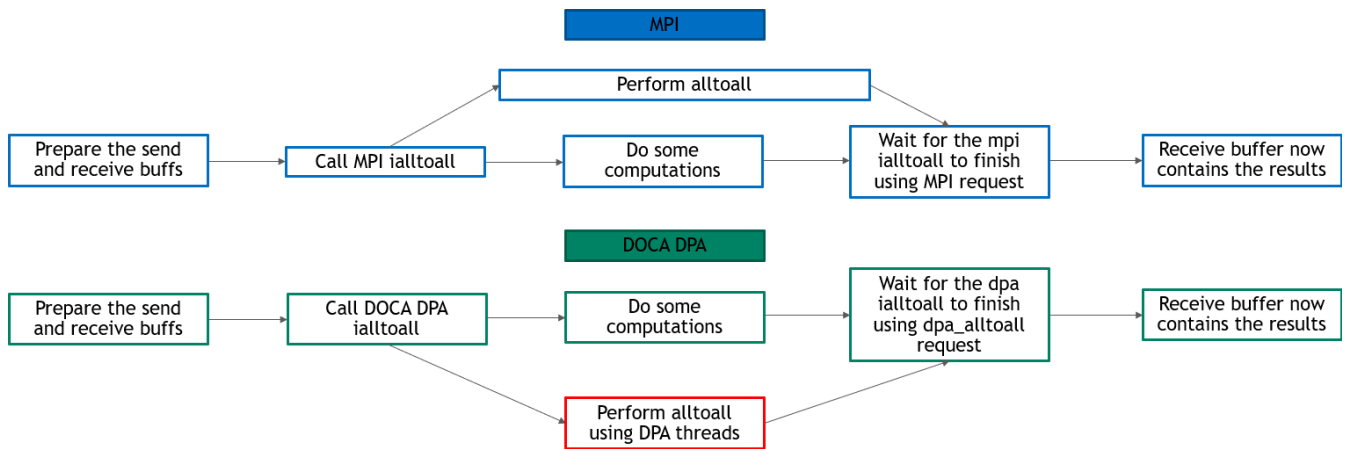 MPI
Perform alltoall
Prepare the send
and receive buffs
Call MPI ialltoall
Do some
computations
Wait for the mpi
ialltoall to finish
using MPI request
Receive buffer now
contains the results
DOCA DPA
Prepare the send
and receive buffs
Call DOCA DPA
ialltoall
Do some
computations
Wait for the dpa
ialltoall to finish
using dpa_alltoall
request
Receive buffer now
contains the results
Perform alltoall
using DPA threads